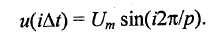 u(iΔt) = U_m sin(i2π/p).